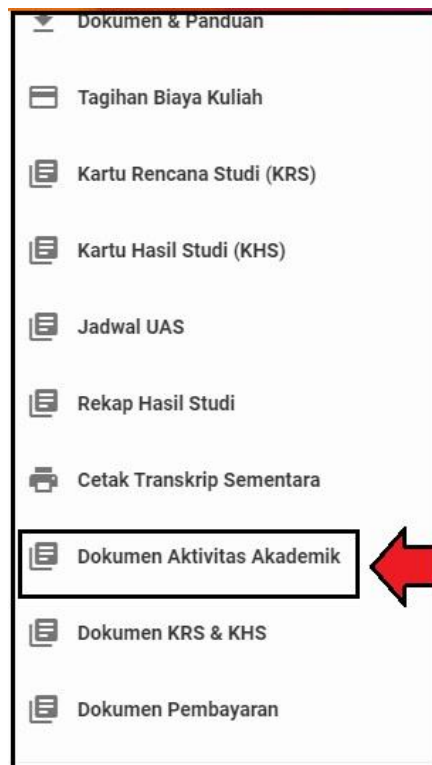 Dokumen & Panduan
Tagihan Biaya Kuliah
Kartu Rencana Studi (KRS)
Kartu Hasil Studi (KHS)
Jadwal UAS
Rekap Hasil Studi
Cetak Transkrip Sementara
Dokumen Aktivitas Akademik
Dokumen KRS & KHS
Dokumen Pembayaran